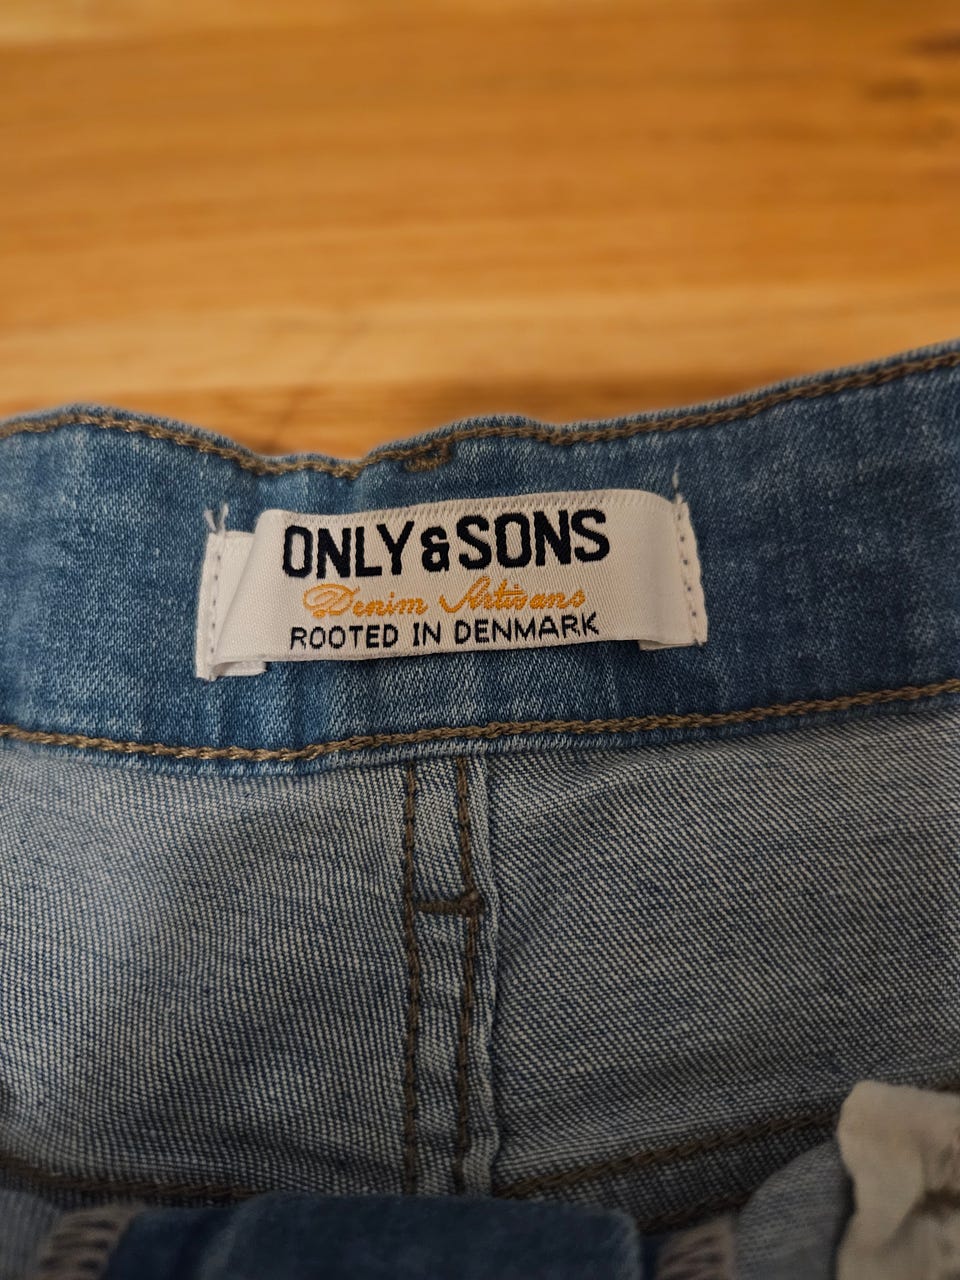 ONLY&SONS
Denim Artisans
ROOTED IN DENMARK